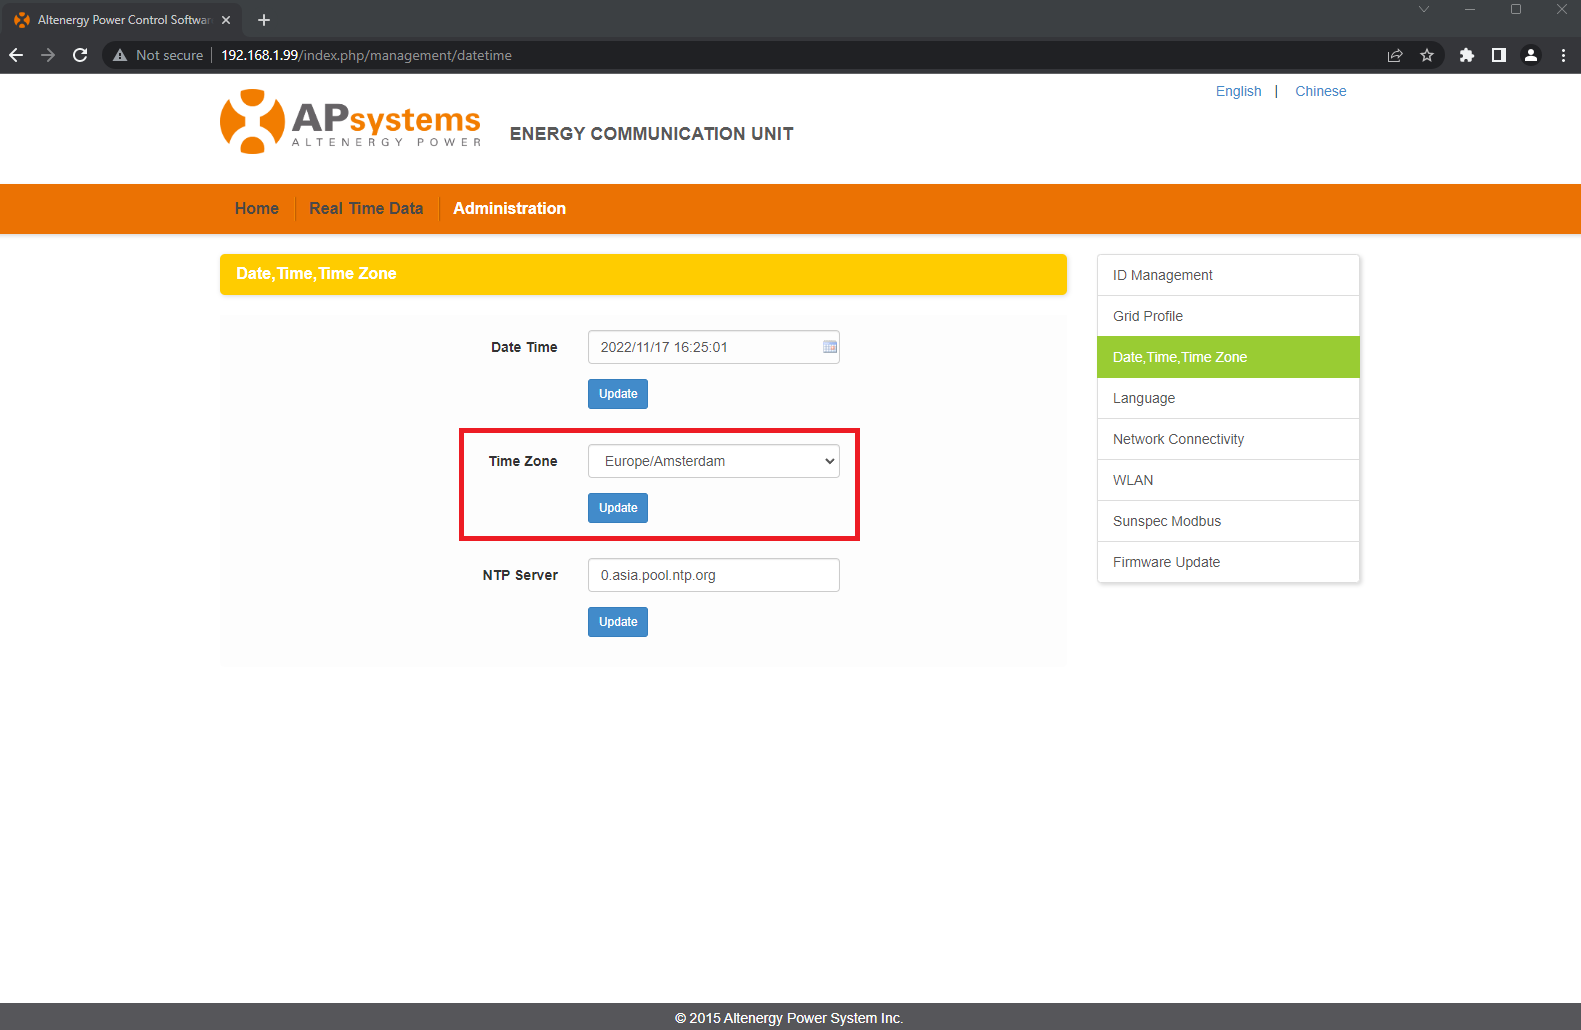 Altenergy Power Control Softwar
Not secure | 192.168.1.99/index.php/management/datetime
English | Chinese
APsystems
ALTENERGY POWER
ENERGY COMMUNICATION UNIT
Home Real Time Data Administration
Date,Time,Time Zone
Date Time 2022/11/17 16:25:01
Update
Time Zone Europe/Amsterdam
Update
NTP Server 0.asia.pool.ntp.org
Update
ID Management
Grid Profile
Date,Time,Time Zone
Language
Network Connectivity
WLAN
Sunspec Modbus
Firmware Update
© 2015 Altenergy Power System Inc.